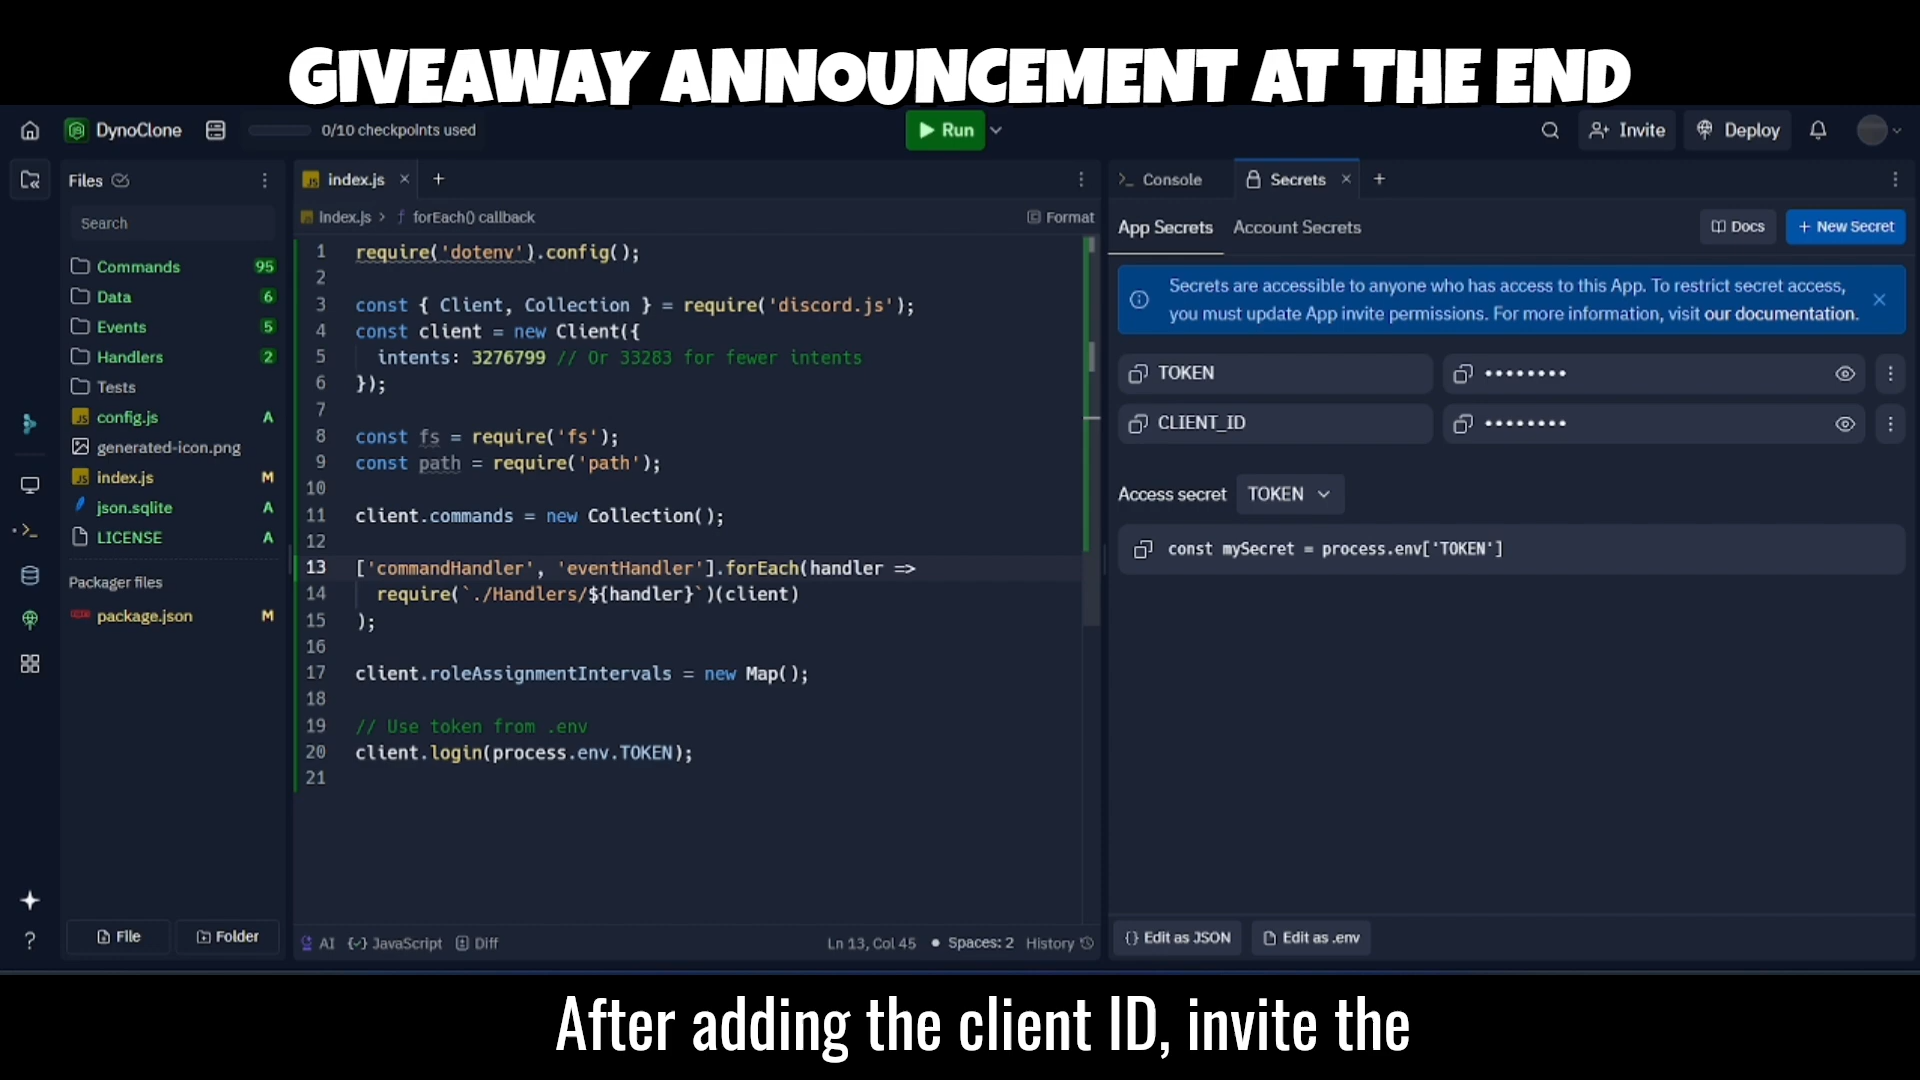 GIVEAWAY ANNOUNCEMENT AT THE END
DynoClone
0/10 checkpoints used
Run
Invite
Deploy
Files
Search
Commands 95
Data 6
Events 5
Handlers 2
Tests
config.js A
generated-icon.png
index.js M
json.sqlite A
LICENSE A
Packager files
package.json M
File
Folder
index.js
Index.js > forEach() callback
Format
1 require('dotenv').config();
2
3 const { Client, Collection } = require('discord.js');
4 const client = new Client({
5 intents: 3276799 // Or 33283 for fewer intents
6 });
7
8 const fs = require('fs');
9 const path = require('path');
10
11 client.commands = new Collection();
12
13 ['commandHandler', 'eventHandler'].forEach(handler =>
14 require(`./Handlers/${handler}`)(client)
15 );
16
17 client.roleAssignmentIntervals = new Map();
18
19 // Use token from .env
20 client.login(process.env.TOKEN);
21
AI
JavaScript
Diff
Ln 13, Col 45
Spaces: 2
History
Console
Secrets
App Secrets
Account Secrets
Docs
+ New Secret
Secrets are accessible to anyone who has access to this App. To restrict secret access,
you must update App invite permissions. For more information, visit our documentation.
TOKEN ••••••••
CLIENT_ID ••••••••
Access secret TOKEN
const mySecret = process.env['TOKEN']
{} Edit as JSON
Edit as .env
After adding the client ID, invite the